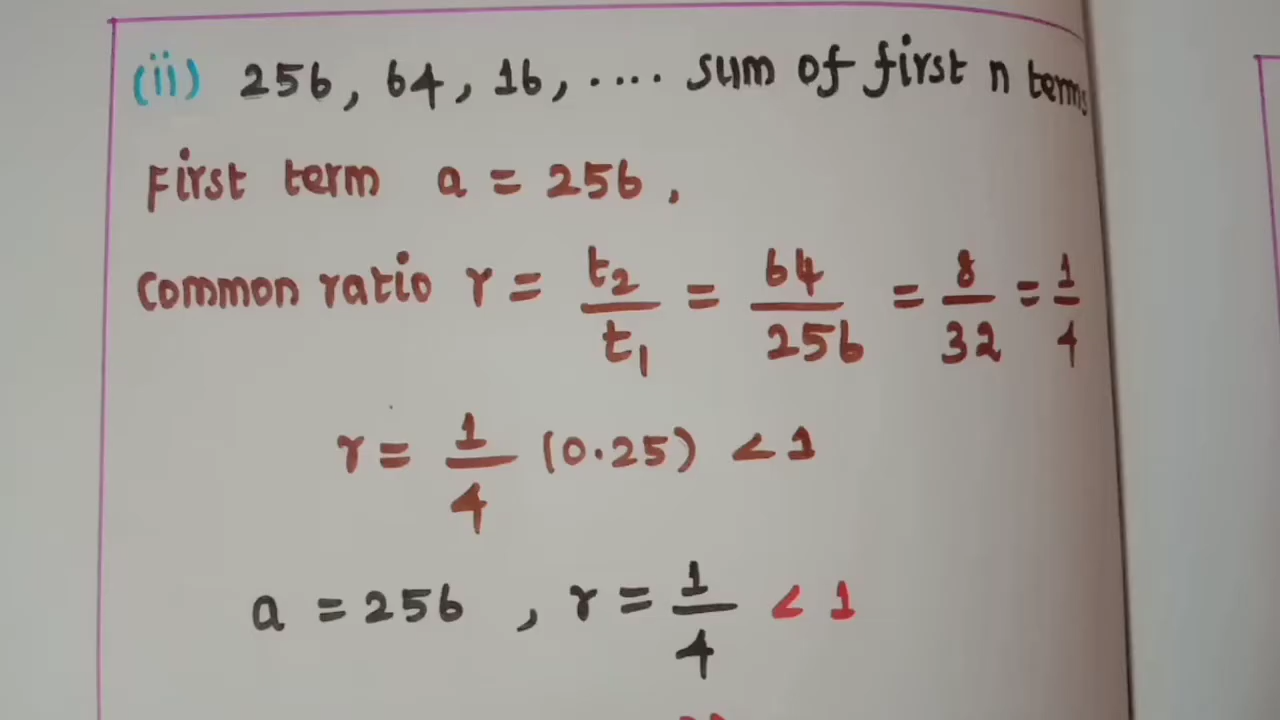 (ii) 256, 64, 16, .... sum of first n terms
First term a = 256,
Common ratio r = t₂/t₁ = 64/256 = 8/32 = 1/4
r = 1/4 (0.25) < 1
a = 256 , r = 1/4 < 1